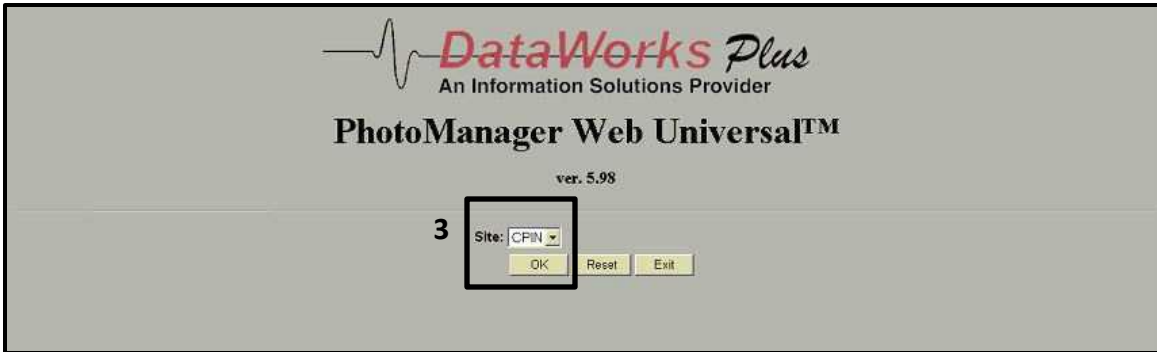 DataWorks Plus
An Information Solutions Provider
PhotoManager Web Universal™
ver. 5.98
3
Site: CPIN
OK Reset Exit